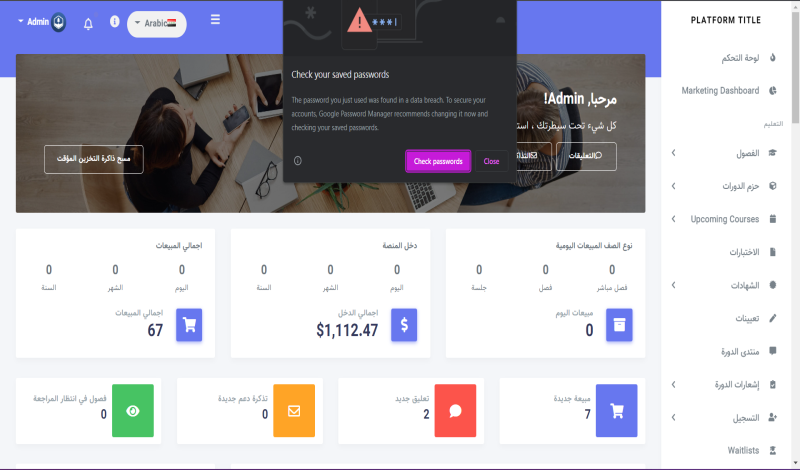 Admin
Arabic
PLATFORM TITLE
***|
Check your saved passwords
The password you just used was found in a data breach. To secure your
accounts, Google Password Manager recommends changing it now and
checking your saved passwords.
Check passwords
Close
مرحبا, Admin!
كل شيء تحت سيطرتك ، استـ
التعليقات
مسح ذاكرة التخزين المؤقت
لوحة التحكم
Marketing Dashboard
التعليم
الفصول
حزم الدورات
Upcoming Courses
الاختبارات
الشهادات
تعيينات
منتدى الدورة
إشعارات الدورة
التسجيل
Waitlists
نوع الصف المبيعات اليومية
0 0 0
فصل مباشر فصل جلسة
مبيعات اليوم
0
دخل المنصة
0 0 0
اليوم الشهر السنة
اجمالي الدخل
$1,112.47
اجمالي المبيعات
0 0 0
اليوم الشهر السنة
اجمالي المبيعات
67
مبيعة جديدة
7
تعليق جديد
2
تذكرة دعم جديدة
0
فصول في انتظار المراجعة
0